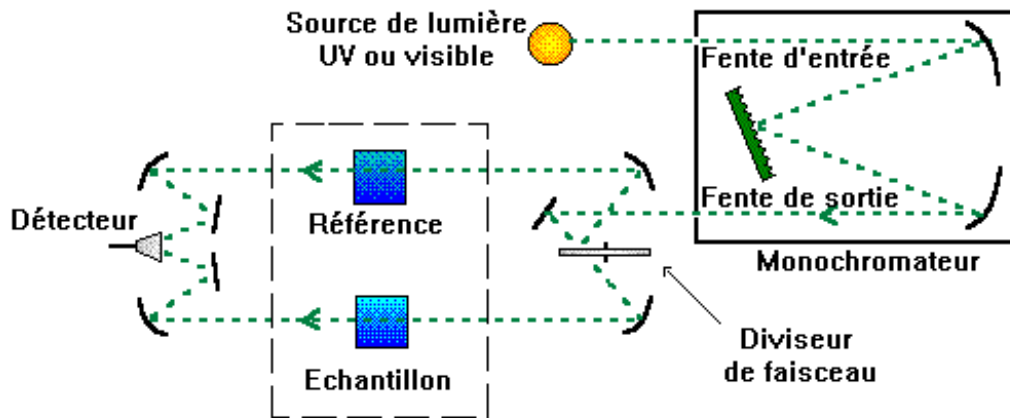 Source de lumière
UV ou visible
Fente d'entrée
Fente de sortie
Monochromateur
Référence
Détecteur
Echantillon
Diviseur
de faisceau